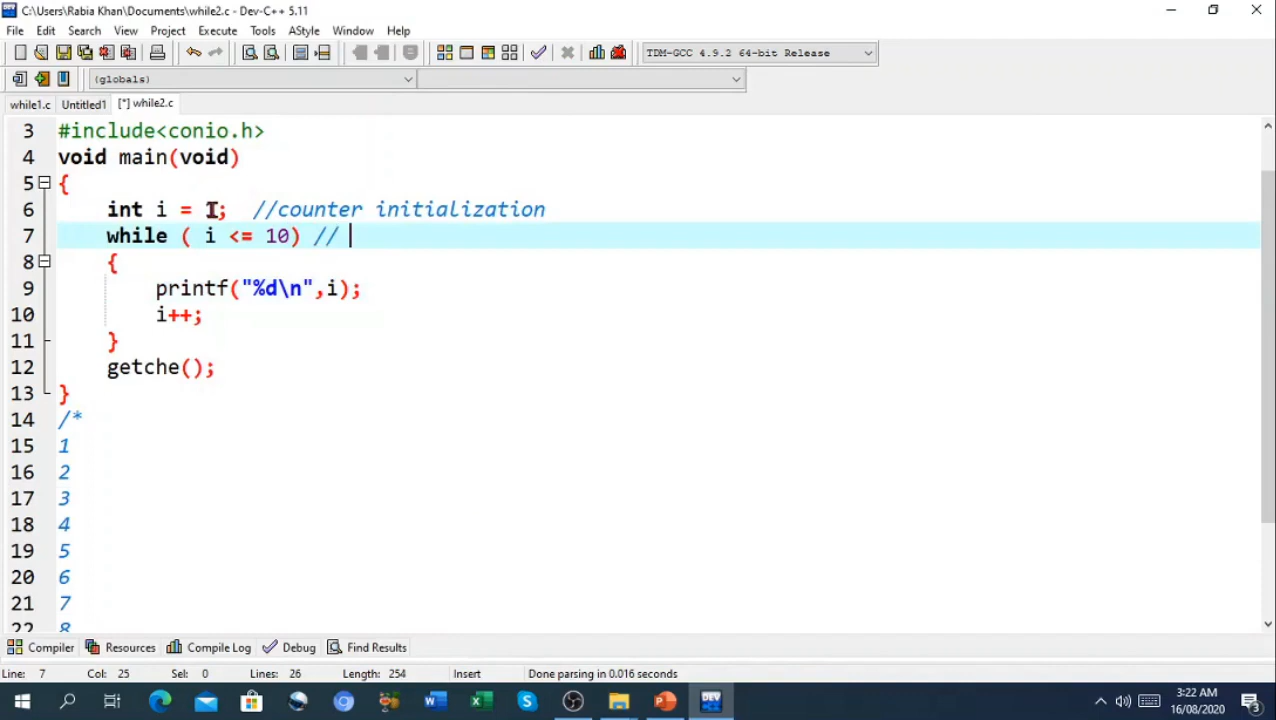 C:\Users\Rabia Khan\Documents\while2.c - Dev-C++ 5.11
File Edit Search View Project Execute Tools AStyle Window Help
TDM-GCC 4.9.2 64-bit Release
(globals)
while1.c Untitled1 [*] while2.c
3 #include<conio.h>
4 void main(void)
5 {
6 int i = 1; //counter initialization
7 while ( i <= 10) //
8 {
9 printf("%d\n",i);
10 i++;
11 }
12 getche();
13 }
14 /*
15 1
16 2
17 3
18 4
19 5
20 6
21 7
22 8
Compiler Resources Compile Log Debug Find Results
Line: 7 Col: 25 Sel: 0 Lines: 26 Length: 254 Insert Done parsing in 0.016 seconds
DEV 3:22 AM
16/08/2020